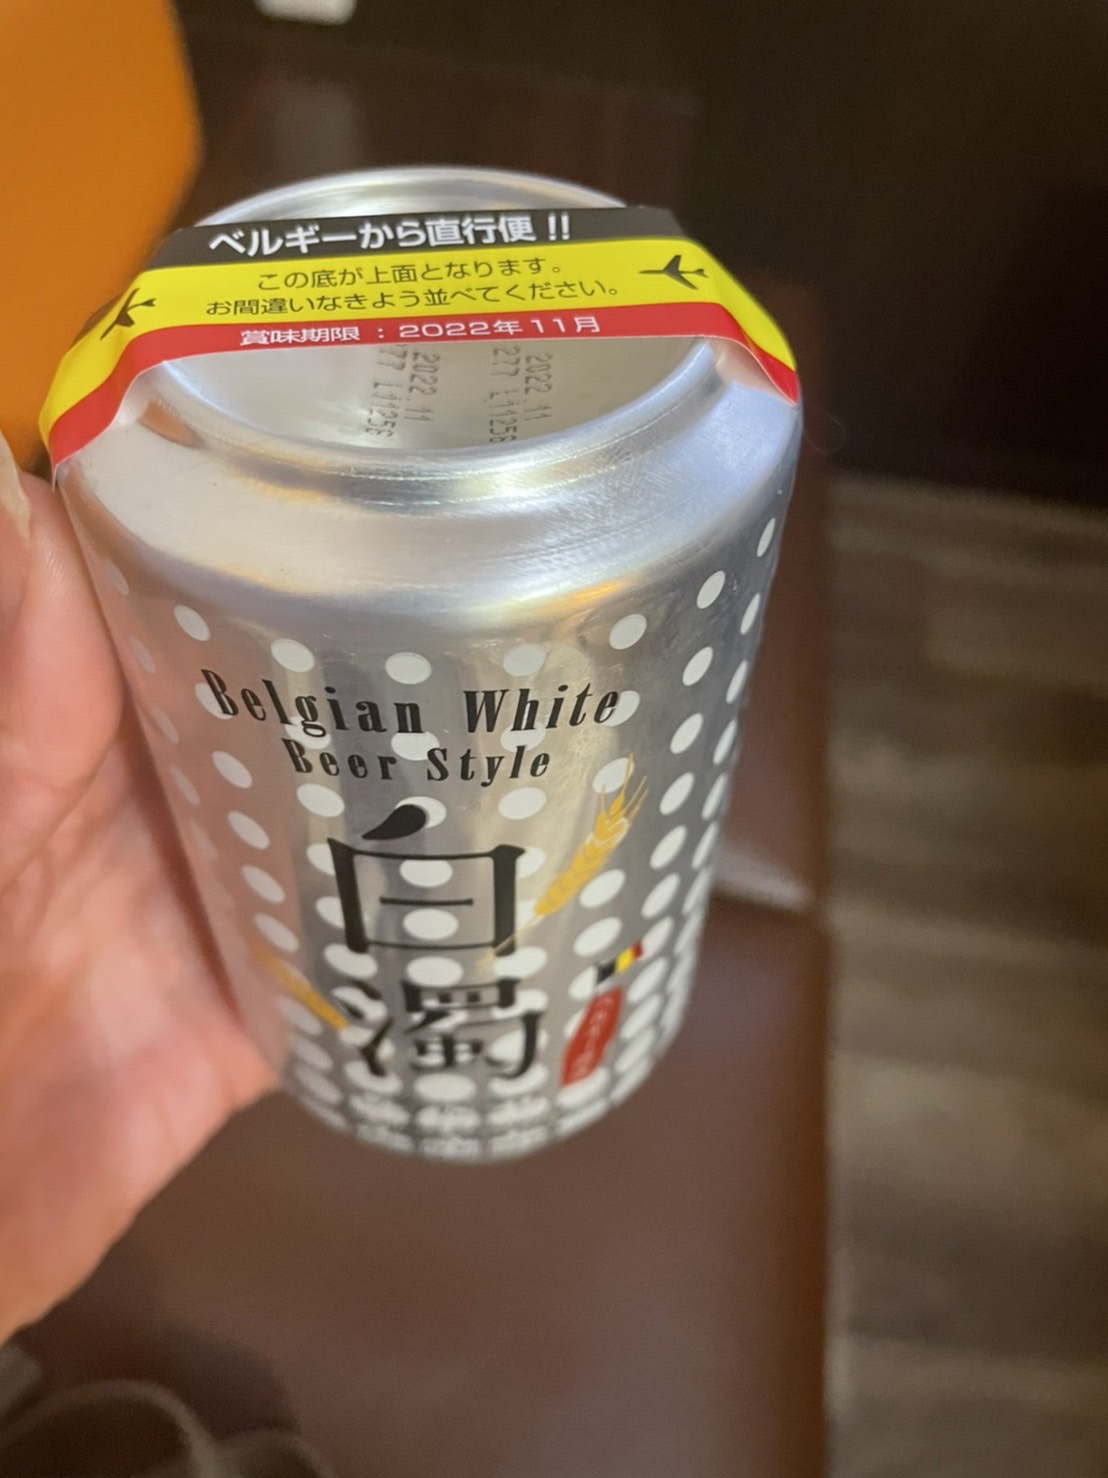 ベルギーから直行便!!
この底が上面となります。
お間違いなきよう並べてください。
賞味期限:2022年11月
2022.11
2022.11
Belgian White
Beer Style
白濁